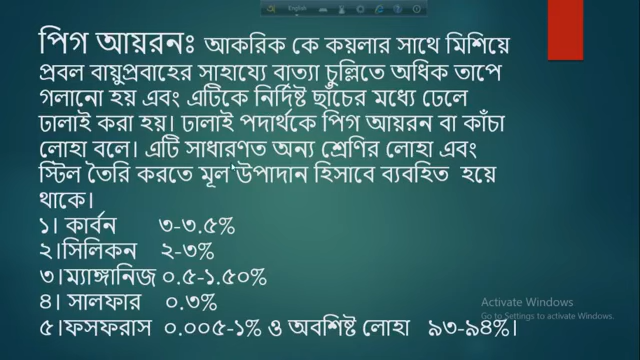 English
পিগ আয়রনঃ আকরিক কে কয়লার সাথে মিশিয়ে
প্রবল বায়ুপ্রবাহের সাহায্যে বাত্যা চুল্লিতে অধিক তাপে
গলানো হয় এবং এটিকে নির্দিষ্ট ছাঁচের মধ্যে ঢেলে
ঢালাই করা হয়। ঢালাই পদার্থকে পিগ আয়রন বা কাঁচা
লোহা বলে। এটি সাধারণত অন্য শ্রেণির লোহা এবং
স্টিল তৈরি করতে মূল উপাদান হিসাবে ব্যবহিত হয়ে
থাকে।
১। কার্বন ৩-৩.৫%
২।সিলিকন ২-৩%
৩।ম্যাঙ্গানিজ ০.৫-১.৫০%
৪। সালফার ০.৩%
৫।ফসফরাস ০.০০৫-১% ও অবশিষ্ট লোহা ৯৩-৯৪%।
Activate Windows
Go to Settings to activate Windows.